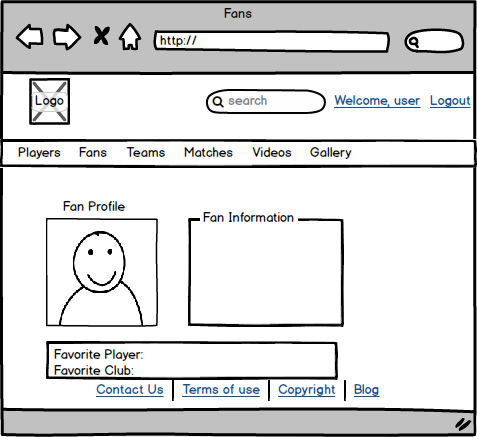 Fans
http://
Logo
search
Welcome, user
Logout
Players
Fans
Teams
Matches
Videos
Gallery
Fan Profile
Fan Information
Favorite Player:
Favorite Club:
Contact Us
Terms of use
Copyright
Blog